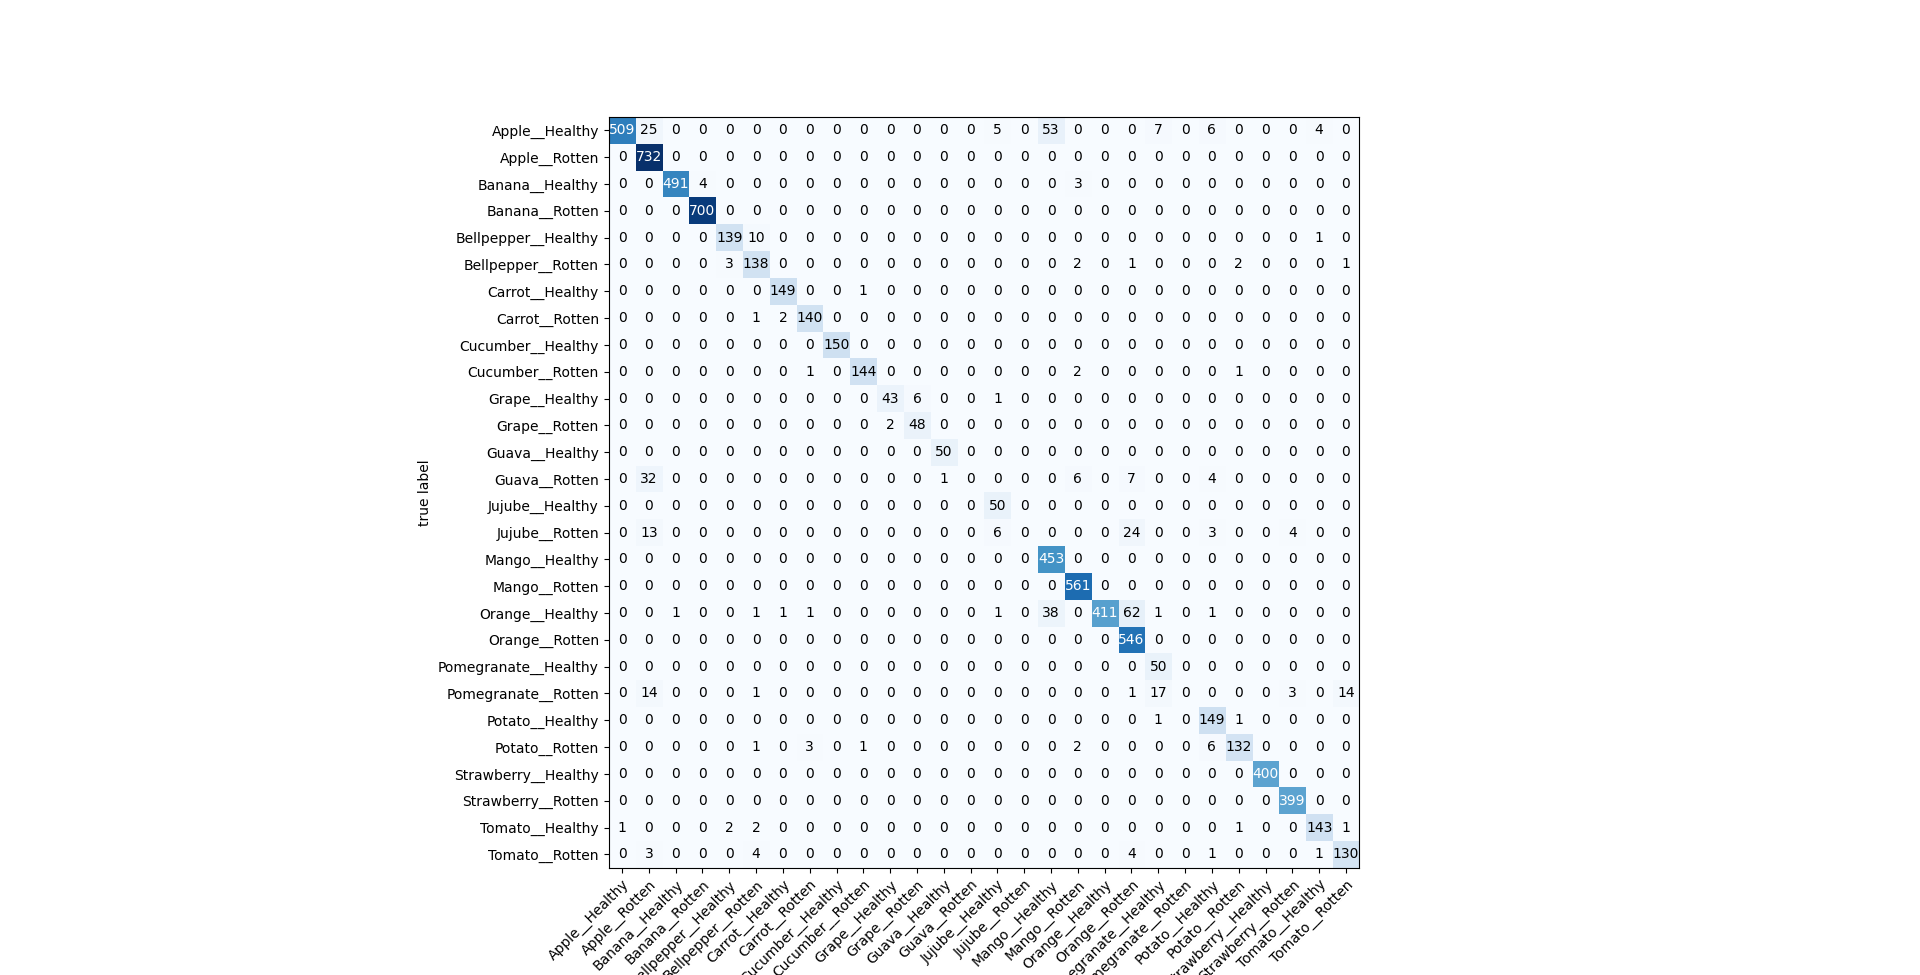 Apple__Healthy 509 25 0 0 0 0 0 0 0 0 0 0 0 0 5 0 53 0 0 0 7 0 6 0 0 0 4 0
Apple__Rotten 0 732 0 0 0 0 0 0 0 0 0 0 0 0 0 0 0 0 0 0 0 0 0 0 0 0 0 0
Banana__Healthy 0 0 491 4 0 0 0 0 0 0 0 0 0 0 0 0 0 3 0 0 0 0 0 0 0 0 0 0
Banana__Rotten 0 0 0 700 0 0 0 0 0 0 0 0 0 0 0 0 0 0 0 0 0 0 0 0 0 0 0 0
Bellpepper__Healthy 0 0 0 0 139 10 0 0 0 0 0 0 0 0 0 0 0 0 0 0 0 0 0 0 0 0 1 0
Bellpepper__Rotten 0 0 0 0 3 138 0 0 0 0 0 0 0 0 0 0 0 2 0 1 0 0 0 2 0 0 0 1
Carrot__Healthy 0 0 0 0 0 0 149 0 0 1 0 0 0 0 0 0 0 0 0 0 0 0 0 0 0 0 0 0
Carrot__Rotten 0 0 0 0 0 1 2 140 0 0 0 0 0 0 0 0 0 0 0 0 0 0 0 0 0 0 0 0
Cucumber__Healthy 0 0 0 0 0 0 0 0 150 0 0 0 0 0 0 0 0 0 0 0 0 0 0 0 0 0 0 0
Cucumber__Rotten 0 0 0 0 0 0 0 1 0 144 0 0 0 0 0 0 0 2 0 0 0 0 0 1 0 0 0 0
Grape__Healthy 0 0 0 0 0 0 0 0 0 0 43 6 0 0 1 0 0 0 0 0 0 0 0 0 0 0 0 0
Grape__Rotten 0 0 0 0 0 0 0 0 0 0 2 48 0 0 0 0 0 0 0 0 0 0 0 0 0 0 0 0
Guava__Healthy 0 0 0 0 0 0 0 0 0 0 0 0 50 0 0 0 0 0 0 0 0 0 0 0 0 0 0 0
Guava__Rotten 0 32 0 0 0 0 0 0 0 0 0 0 1 0 0 0 0 6 0 7 0 0 4 0 0 0 0 0
Jujube__Healthy 0 0 0 0 0 0 0 0 0 0 0 0 0 0 50 0 0 0 0 0 0 0 0 0 0 0 0 0
Jujube__Rotten 0 13 0 0 0 0 0 0 0 0 0 0 0 0 6 0 0 0 0 24 0 0 3 0 0 4 0 0
Mango__Healthy 0 0 0 0 0 0 0 0 0 0 0 0 0 0 0 0 453 0 0 0 0 0 0 0 0 0 0 0
Mango__Rotten 0 0 0 0 0 0 0 0 0 0 0 0 0 0 0 0 0 561 0 0 0 0 0 0 0 0 0 0
Orange__Healthy 0 0 1 0 0 1 1 1 0 0 0 0 0 0 1 0 38 0 411 62 1 0 1 0 0 0 0 0
Orange__Rotten 0 0 0 0 0 0 0 0 0 0 0 0 0 0 0 0 0 0 0 546 0 0 0 0 0 0 0 0
Pomegranate__Healthy 0 0 0 0 0 0 0 0 0 0 0 0 0 0 0 0 0 0 0 0 50 0 0 0 0 0 0 0
Pomegranate__Rotten 0 14 0 0 0 1 0 0 0 0 0 0 0 0 0 0 0 0 0 1 17 0 0 0 0 3 0 14
Potato__Healthy 0 0 0 0 0 0 0 0 0 0 0 0 0 0 0 0 0 0 0 0 1 0 149 1 0 0 0 0
Potato__Rotten 0 0 0 0 0 1 0 3 0 1 0 0 0 0 0 0 0 2 0 0 0 0 6 132 0 0 0 0
Strawberry__Healthy 0 0 0 0 0 0 0 0 0 0 0 0 0 0 0 0 0 0 0 0 0 0 0 0 400 0 0 0
Strawberry__Rotten 0 0 0 0 0 0 0 0 0 0 0 0 0 0 0 0 0 0 0 0 0 0 0 0 0 399 0 0
Tomato__Healthy 1 0 0 0 2 2 0 0 0 0 0 0 0 0 0 0 0 0 0 0 0 0 0 1 0 0 143 1
Tomato__Rotten 0 3 0 0 0 4 0 0 0 0 0 0 0 0 0 0 0 0 0 4 0 0 1 0 0 0 1 130
true label
Apple__Healthy
Apple__Rotten
Banana__Healthy
Banana__Rotten
ellpepper__Healthy
Bellpepper__Rotten
Carrot__Healthy
Carrot__Rotten
Cucumber__Healthy
Cucumber__Rotten
Grape__Healthy
Grape__Rotten
Guava__Healthy
Guava__Rotten
Jujube__Healthy
Jujube__Rotten
Mango__Healthy
Mango__Rotten
Orange__Healthy
Orange__Rotten
egranate__Healthy
megranate__Rotten
Potato__Healthy
Potato__Rotten
trawberry__Healthy
Strawberry__Rotten
Tomato__Healthy
Tomato__Rotten